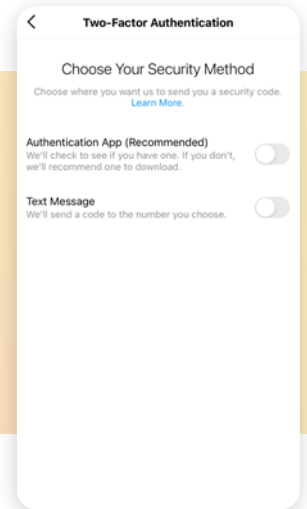 Two-Factor Authentication
Choose Your Security Method
Choose where you want us to send you a security code.
Learn More.
Authentication App (Recommended)
We'll check to see if you have one. If you don't,
we'll recommend one to download.
Text Message
We'll send a code to the number you choose.